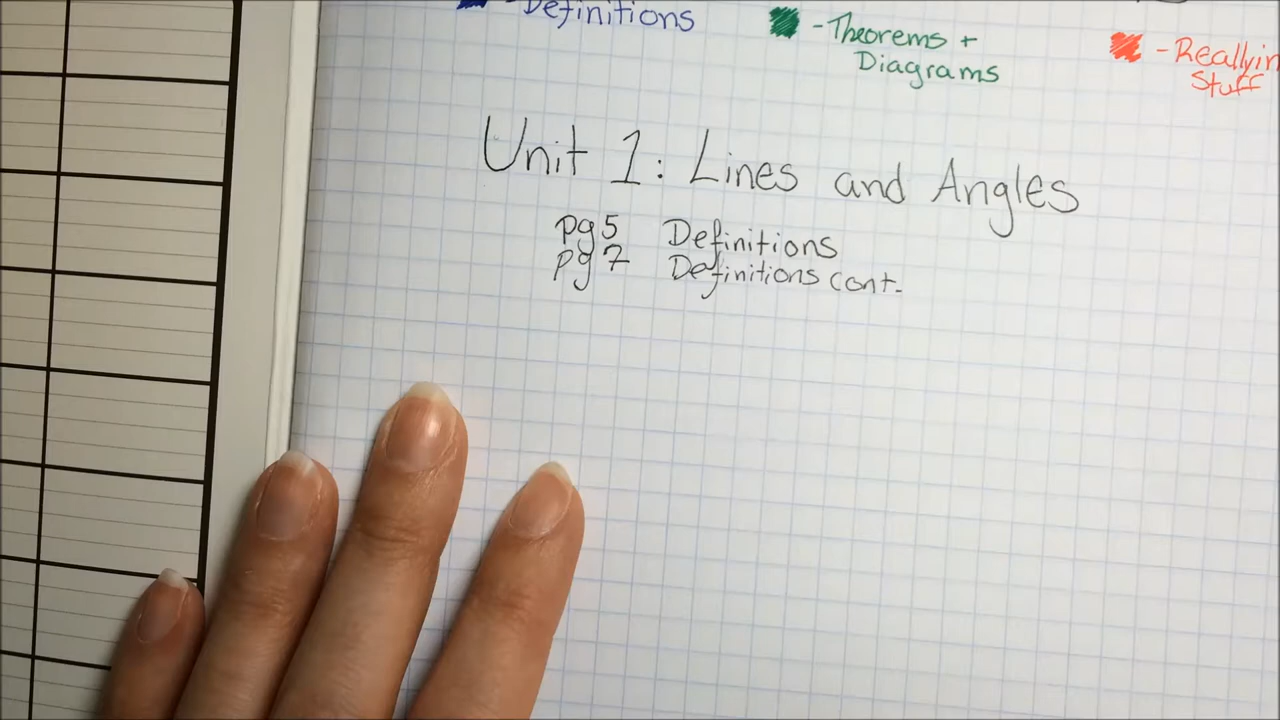 - Definitions
- Theorems +
Diagrams
- Really
Stuff
Unit 1: Lines and Angles
pg 5 Definitions
pg 7 Definitions cont.